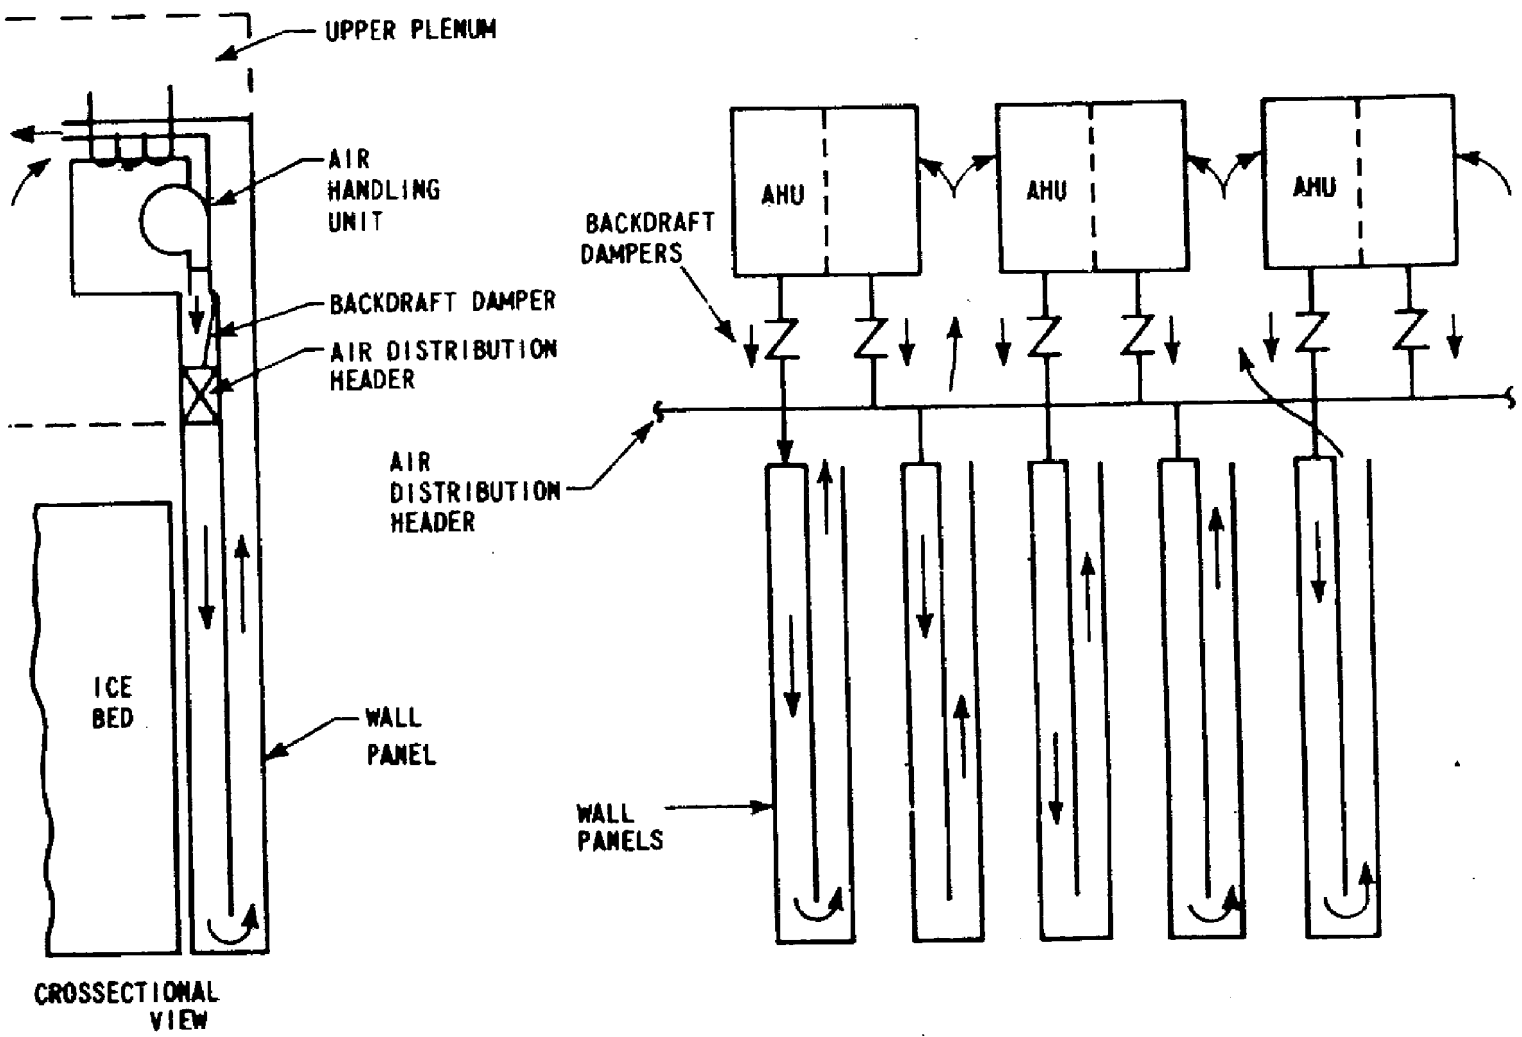 UPPER PLENUM
AIR
HANDLING
UNIT
BACKDRAFT DAMPER
AIR DISTRIBUTION
HEADER
ICE
BED
WALL
PANEL
CROSSECTIONAL
VIEW
AHU
AHU
AHU
BACKDRAFT
DAMPERS
AIR
DISTRIBUTION
HEADER
WALL
PANELS